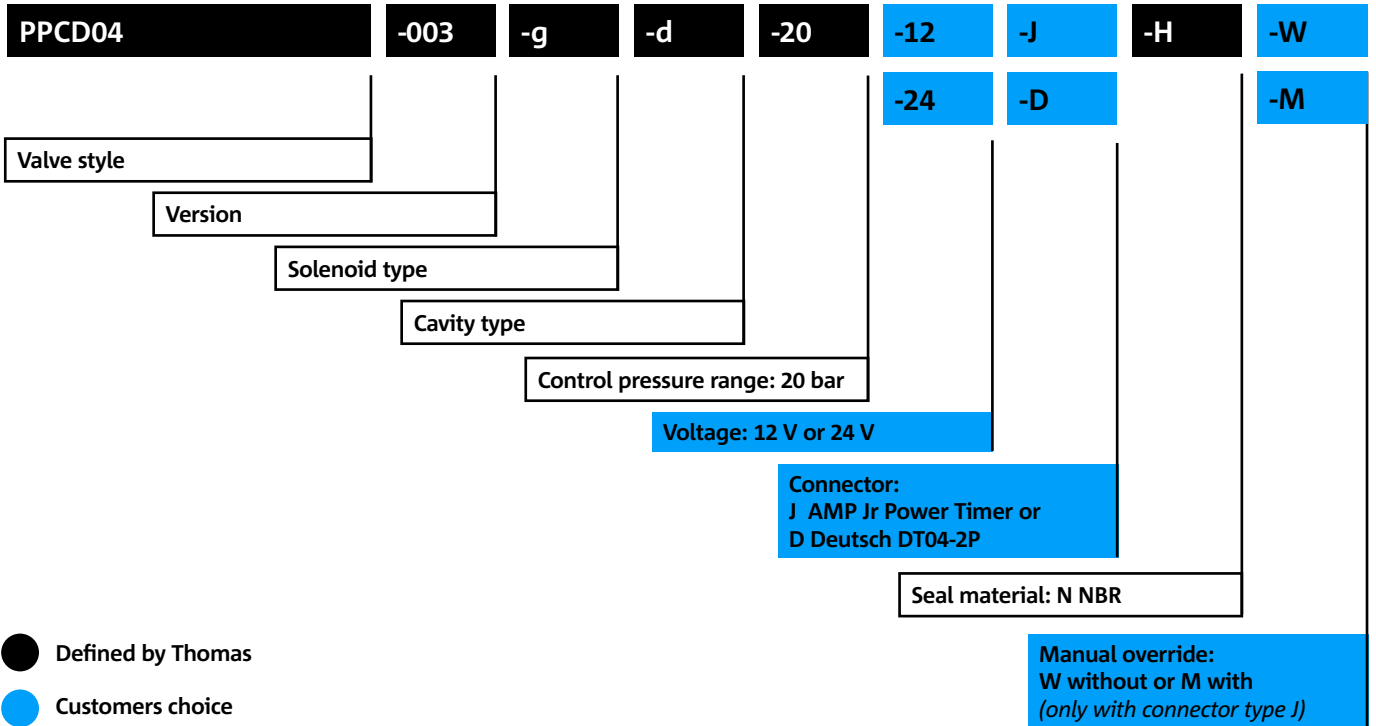 PPCD04 -003 -g -d -20 -12 -J -H -W
-24 -D -M
Valve style
Version
Solenoid type
Cavity type
Control pressure range: 20 bar
Voltage: 12 V or 24 V
Connector:
J AMP Jr Power Timer or
D Deutsch DT04-2P
Seal material: N NBR
Manual override:
W without or M with
(only with connector type J)
Defined by Thomas
Customers choice